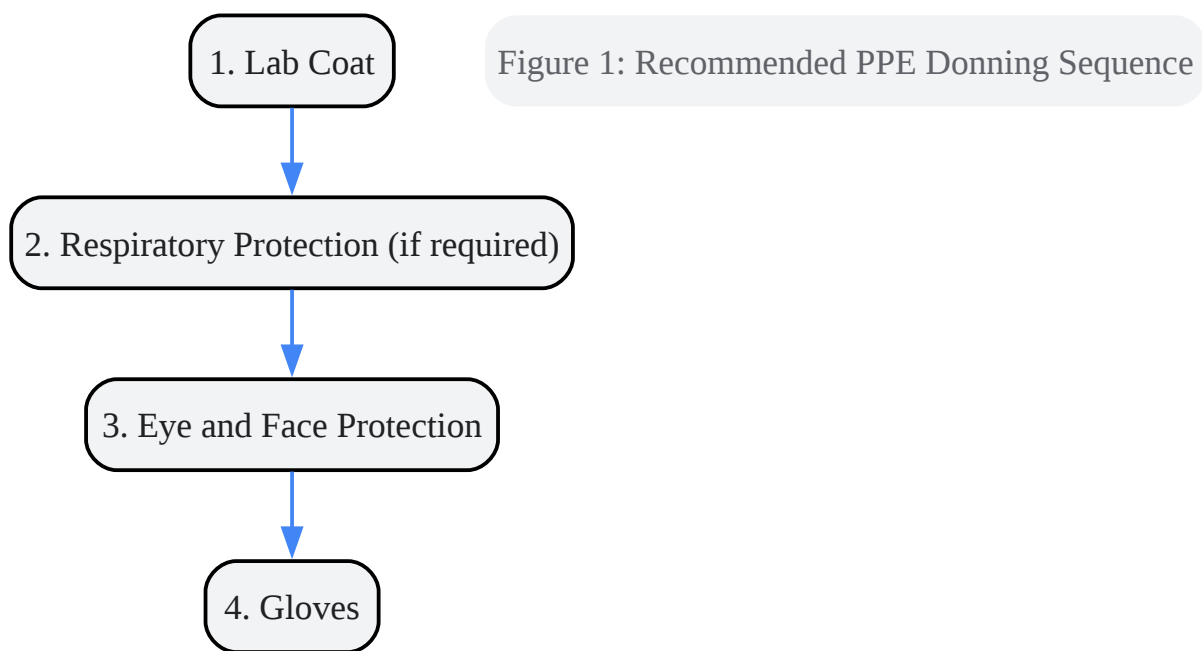 1. Lab Coat
Figure 1: Recommended PPE Donning Sequence
2. Respiratory Protection (if required)
3. Eye and Face Protection
4. Gloves